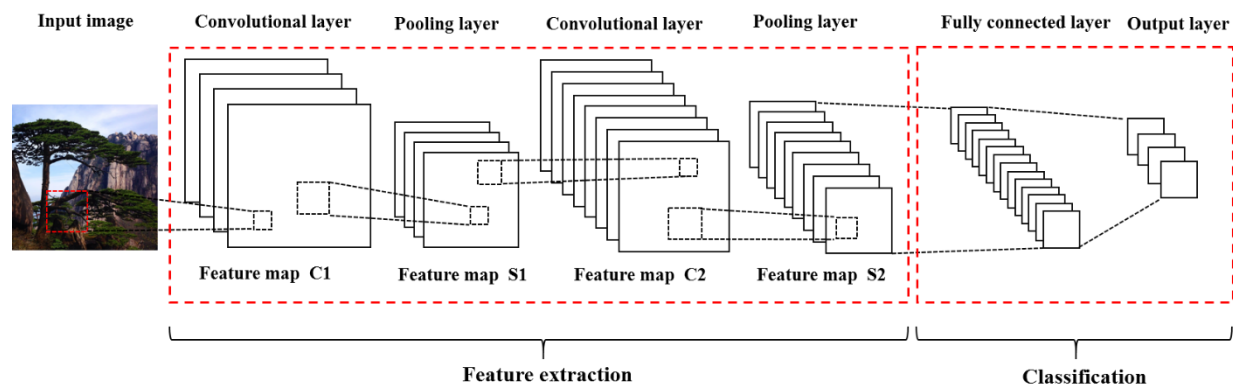 Input image
Convolutional layer
Pooling layer
Convolutional layer
Pooling layer
Fully connected layer
Output layer
Feature map C1
Feature map S1
Feature map C2
Feature map S2
Feature extraction
Classification